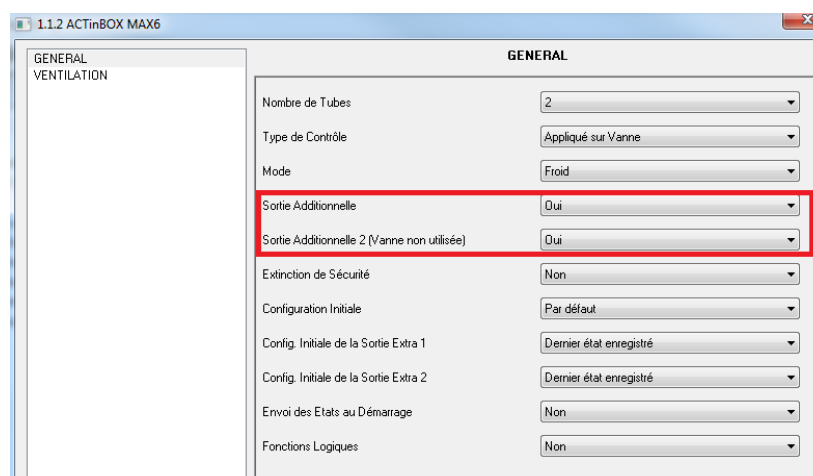 1.1.2 ACTinBOX MAX6
GENERAL
VENTILATION
GENERAL
Nombre de Tubes 2
Type de Contrôle Appliqué sur Vanne
Mode Froid
Sortie Additionnelle Oui
Sortie Additionnelle 2 (Vanne non utilisée) Oui
Extinction de Sécurité Non
Configuration Initiale Par défaut
Config. Initiale de la Sortie Extra 1 Dernier état enregistré
Config. Initiale de la Sortie Extra 2 Dernier état enregistré
Envoi des Etats au Démarrage Non
Fonctions Logiques Non